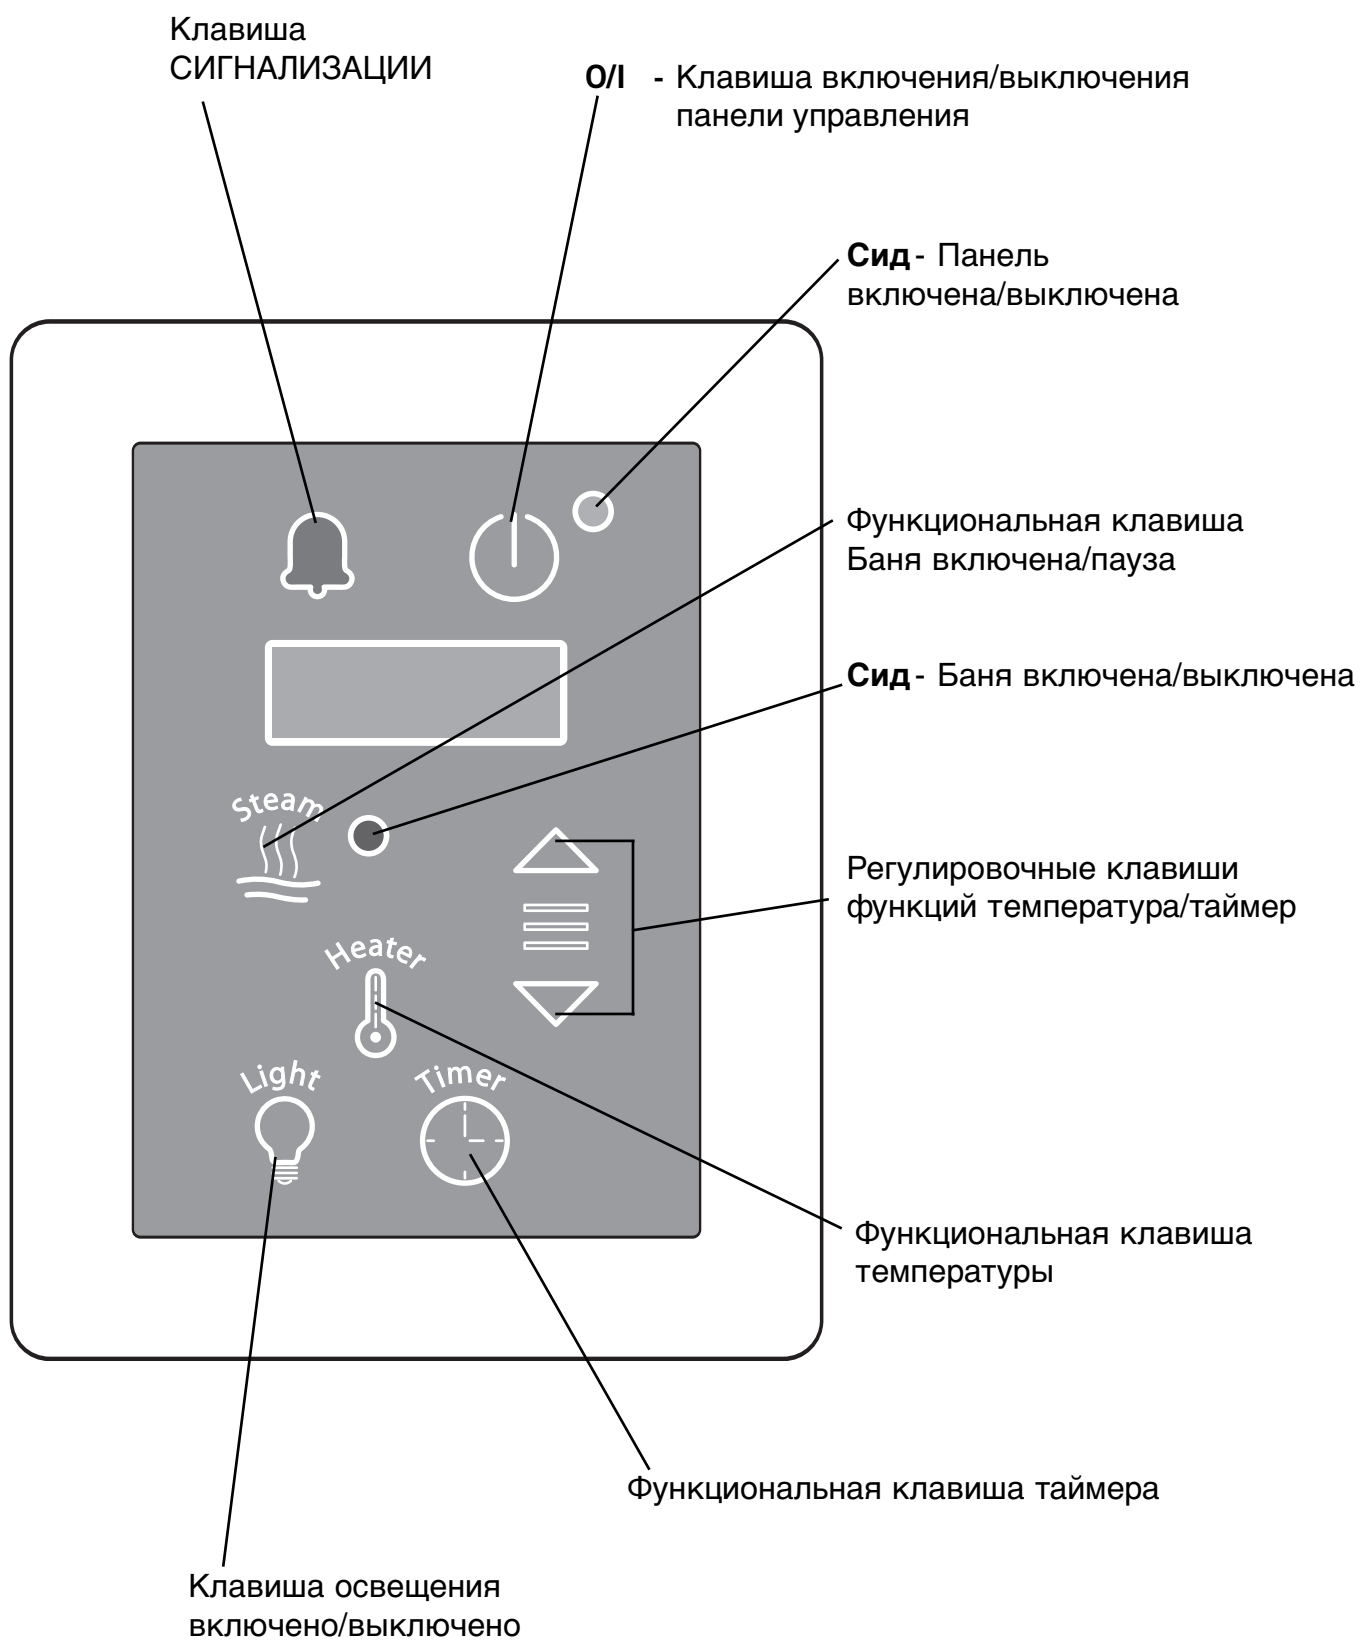 Клавиша
СИГНАЛИЗАЦИИ
O/I - Клавиша включения/выключения
панели управления
Сид - Панель
включена/выключена
Функциональная клавиша
Баня включена/пауза
Сид - Баня включена/выключена
Steam
Регулировочные клавиши
функций температура/таймер
Heater
Light
Timer
Функциональная клавиша
температуры
Функциональная клавиша таймера
Клавиша освещения
включено/выключено